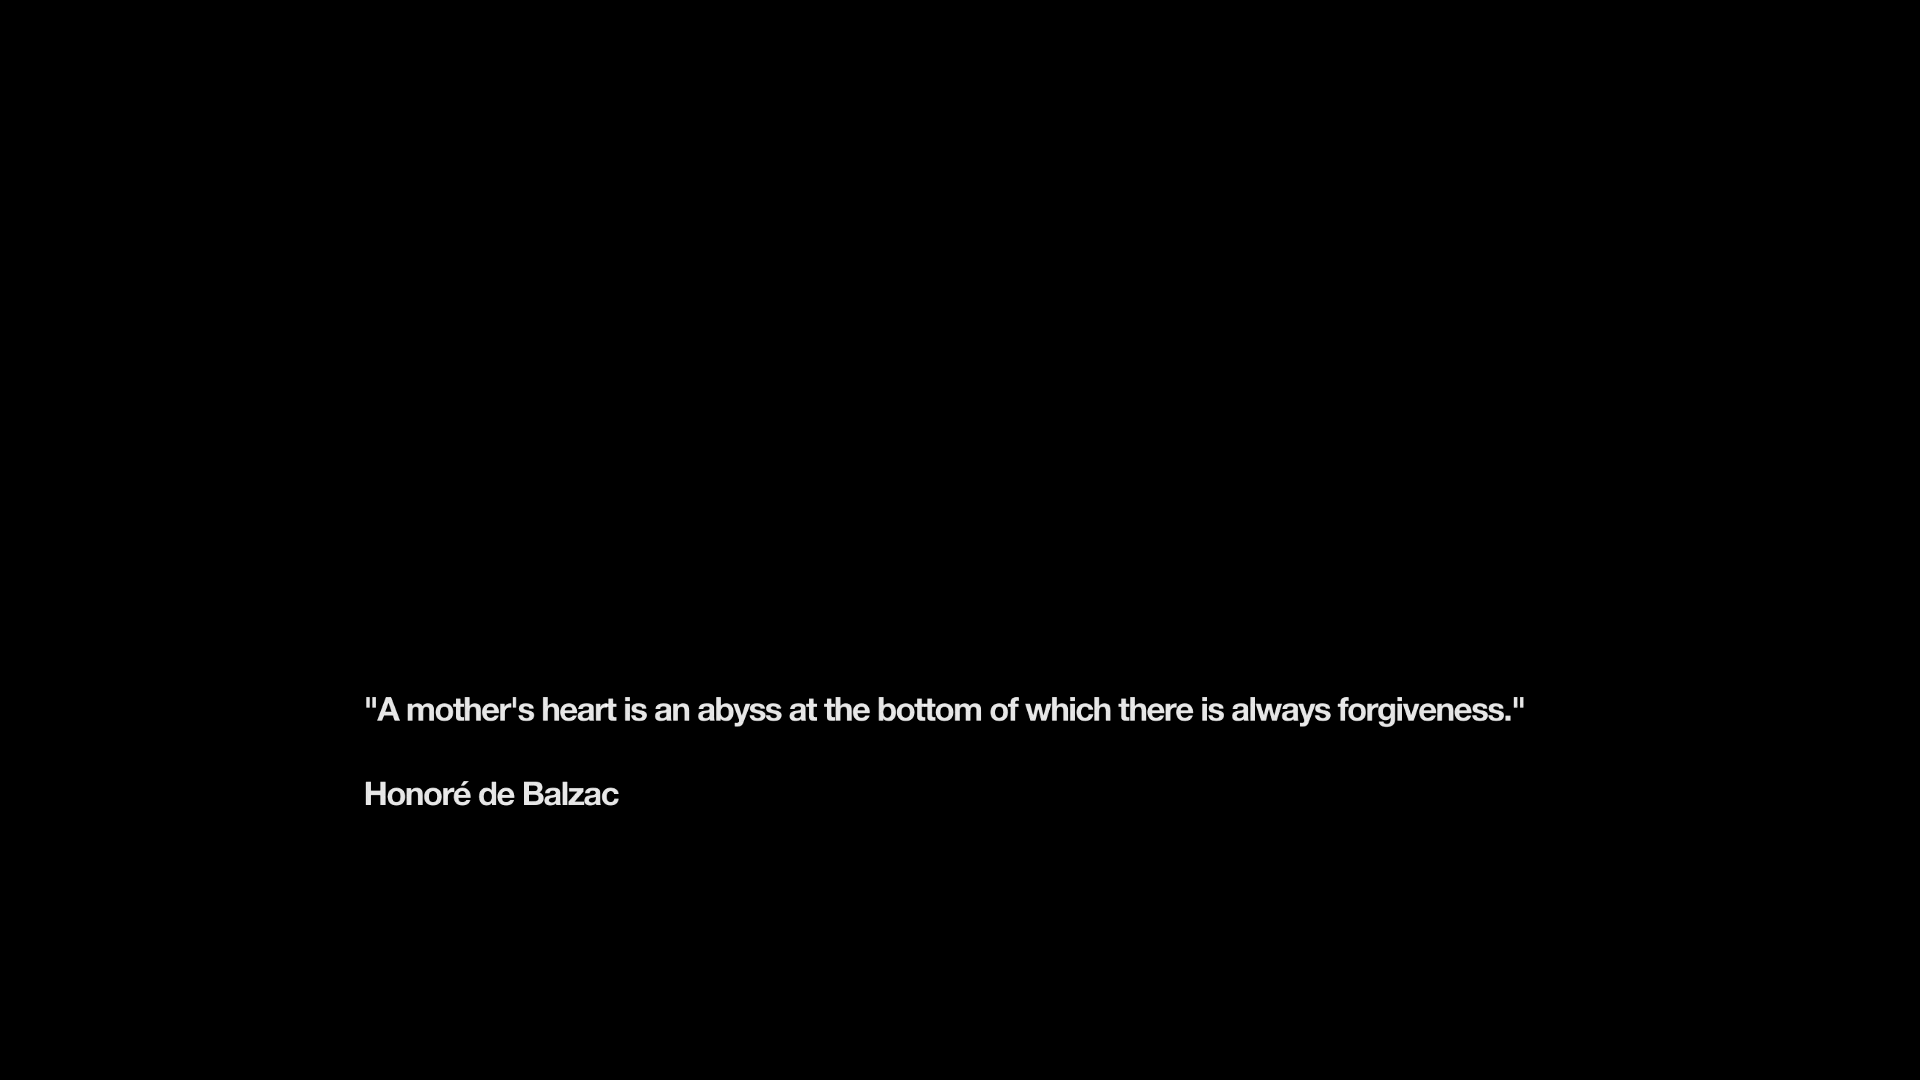 "A mother's heart is an abyss at the bottom of which there is always forgiveness."
Honoré de Balzac